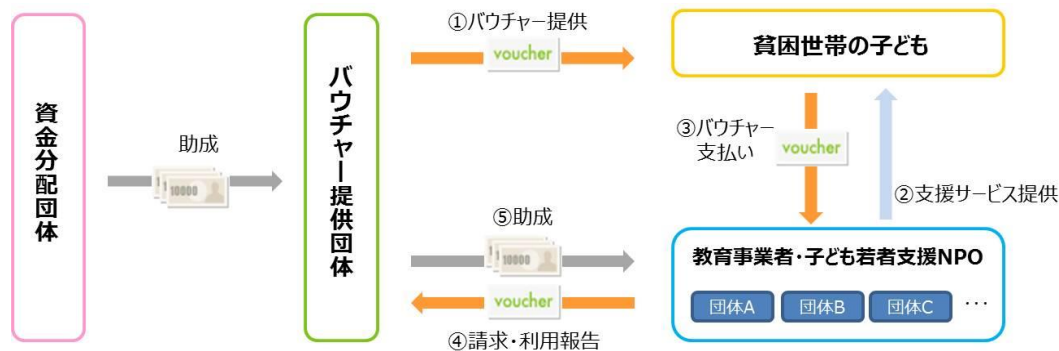 資金分配団体
助成
10000
バウチャー提供団体
①バウチャー提供
voucher
貧困世帯の子ども
③バウチャー
支払い
voucher
②支援サービス提供
⑤助成
10000
voucher
④請求・利用報告
教育事業者・子ども若者支援NPO
団体A 団体B 団体C ･･･